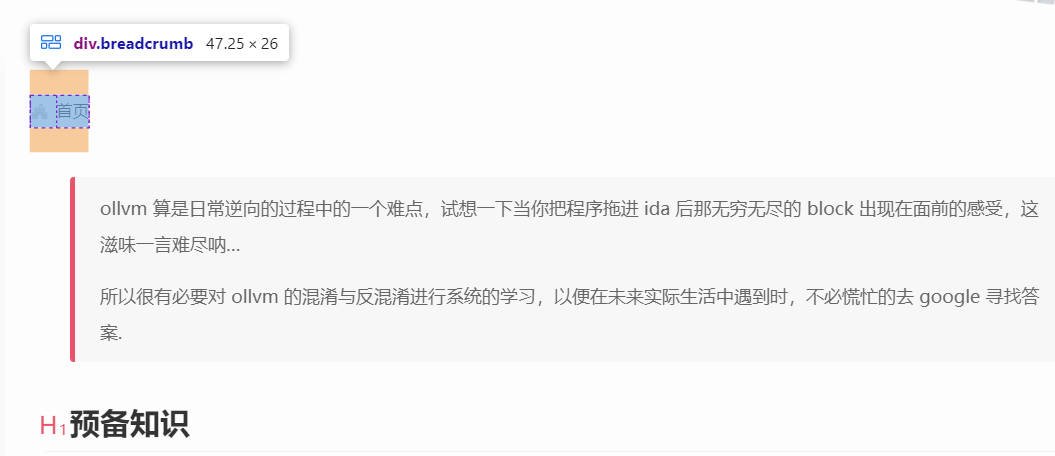 div.breadcrumb 47.25 × 26
首页
ollvm 算是日常逆向的过程中的一个难点，试想一下当你把程序拖进 ida 后那无穷无尽的 block 出现在面前的感受，这
滋味一言难尽呐...
所以很有必要对 ollvm 的混淆与反混淆进行系统的学习，以便在未来实际生活中遇到时，不必慌忙的去 google 寻找答
案.
H1预备知识